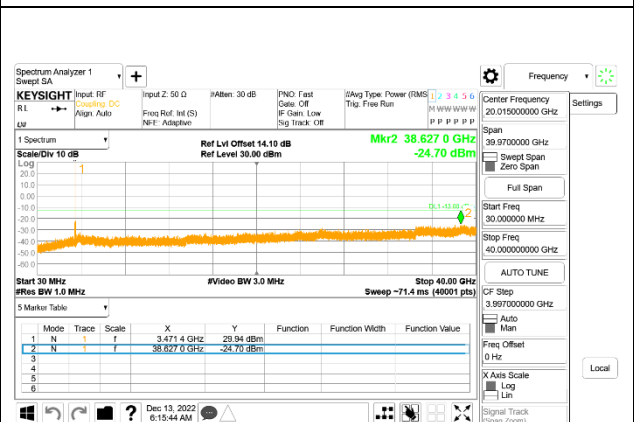 Spectrum Analyzer 1
Swept SA
Frequency
Settings
KEYSIGHT
Input: RF
Coupling: DC
Align: Auto
Input Z: 50 Ω
Freq Ref: Int (S)
NFE: Adaptive
#Atten: 30 dB
PNO: Fast
Gate: Off
IF Gain: Low
Sig Track: Off
#Avg Type: Power (RMS
Trig: Free Run
1 2 3 4 5 6
M W W W W W
P P P P P P
RL
1 Spectrum
Scale/Div 10 dB
Ref Lvl Offset 14.10 dB
Ref Level 30.00 dBm
Mkr2 38.627 0 GHz
-24.70 dBm
Log
20.0
10.0
0.00
-10.0
-20.0
-30.0
-40.0
-50.0
-60.0
1
2
Start 30 MHz
#Res BW 1.0 MHz
#Video BW 3.0 MHz
Stop 40.00 GHz
Sweep ~71.4 ms (40001 pts)
5 Marker Table
Mode Trace Scale X Y Function Function Width Function Value
1 N 1 f 3.471 4 GHz 29.94 dBm
2 N 1 f 38.627 0 GHz -24.70 dBm
3
4
5
6
Center Frequency
20.015000000 GHz
Span
39.9700000 GHz
Swept Span
Zero Span
Full Span
Start Freq
30.000000 MHz
Stop Freq
40.000000000 GHz
AUTO TUNE
CF Step
3.997000000 GHz
Auto
Man
Freq Offset
0 Hz
X Axis Scale
Log
Lin
Signal Track
(Span Zoom)
Local
?
Dec 13, 2022
6:15:44 AM